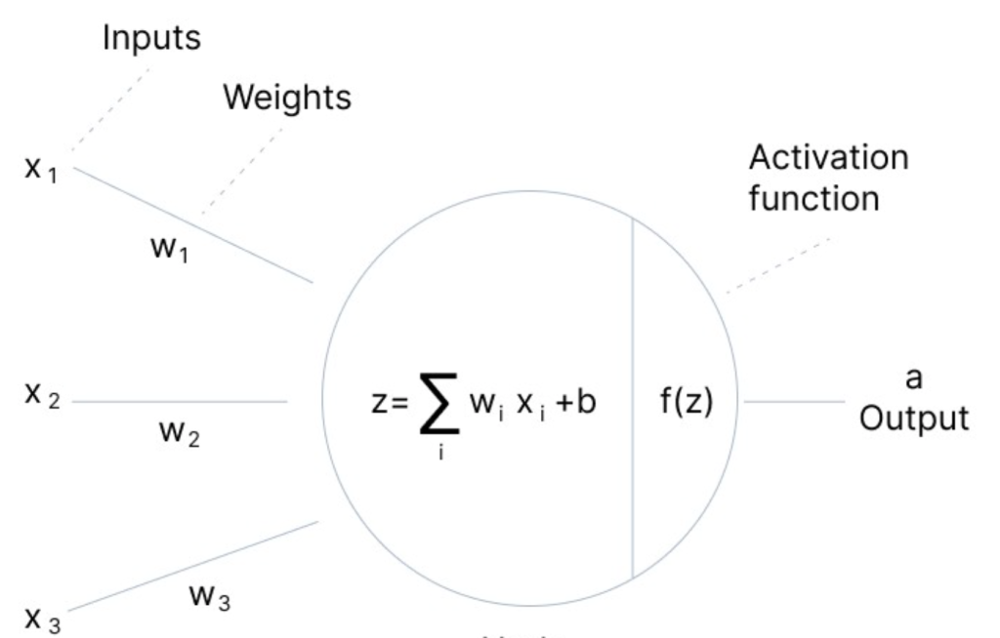 Inputs
Weights
Activation
function
x₁
w₁
x₂
w₂
z=∑ᵢ wᵢ xᵢ +b
f(z)
a
Output
w₃
x₃